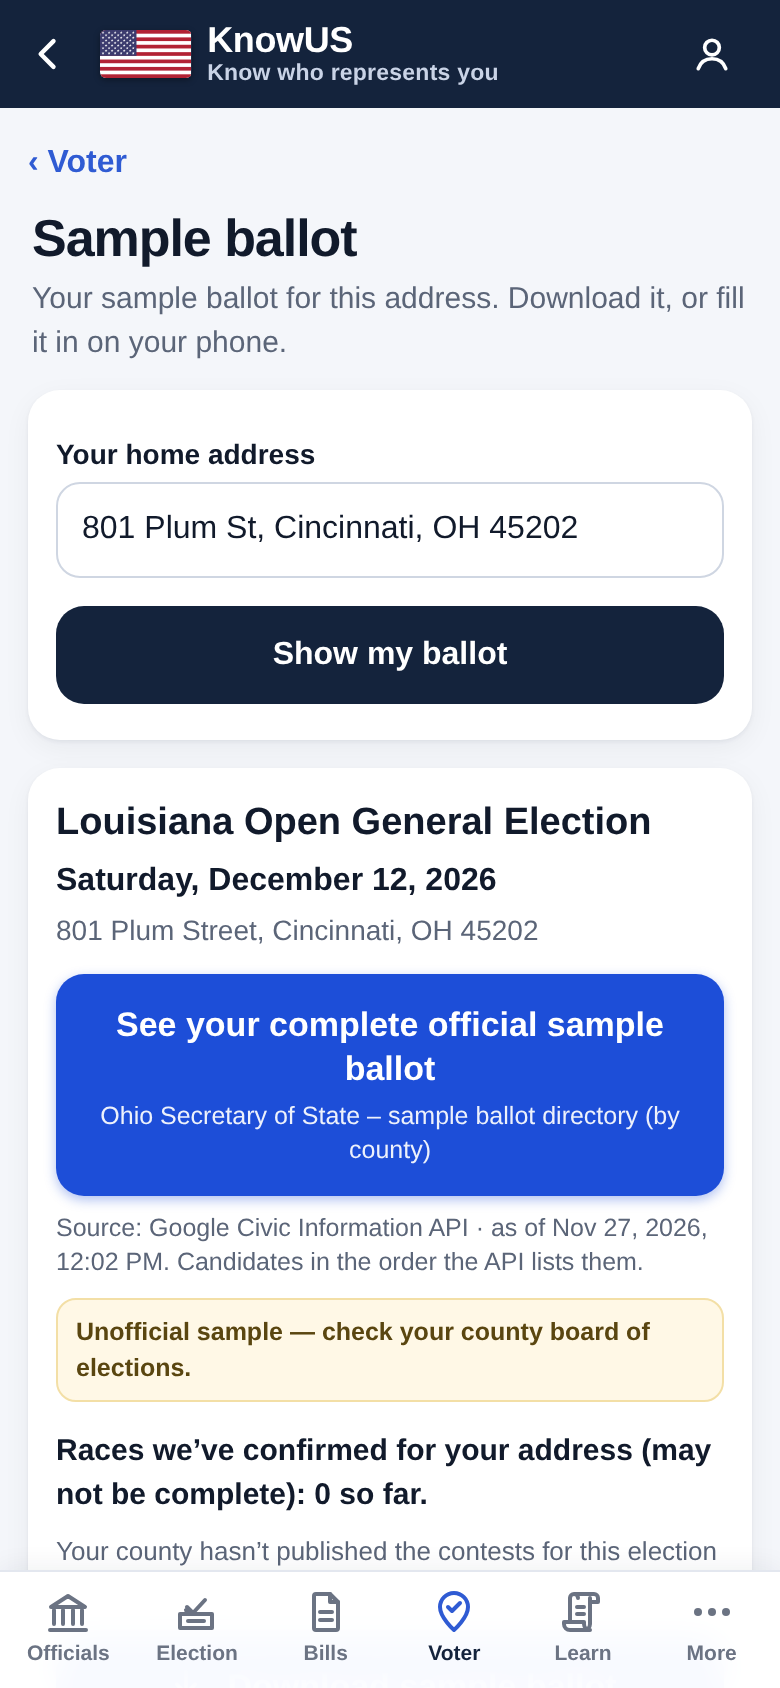 KnowUS
Know who represents you
‹ Voter
Sample ballot
Your sample ballot for this address. Download it, or fill
it in on your phone.
Your home address
801 Plum St, Cincinnati, OH 45202
Show my ballot
Louisiana Open General Election
Saturday, December 12, 2026
801 Plum Street, Cincinnati, OH 45202
See your complete official sample
ballot
Ohio Secretary of State – sample ballot directory (by
county)
Source: Google Civic Information API · as of Nov 27, 2026,
12:02 PM. Candidates in the order the API lists them.
Unofficial sample — check your county board of
elections.
Races we’ve confirmed for your address (may
not be complete): 0 so far.
Your county hasn’t published the contests for this election
Officials
Election
Bills
Voter
Learn
More